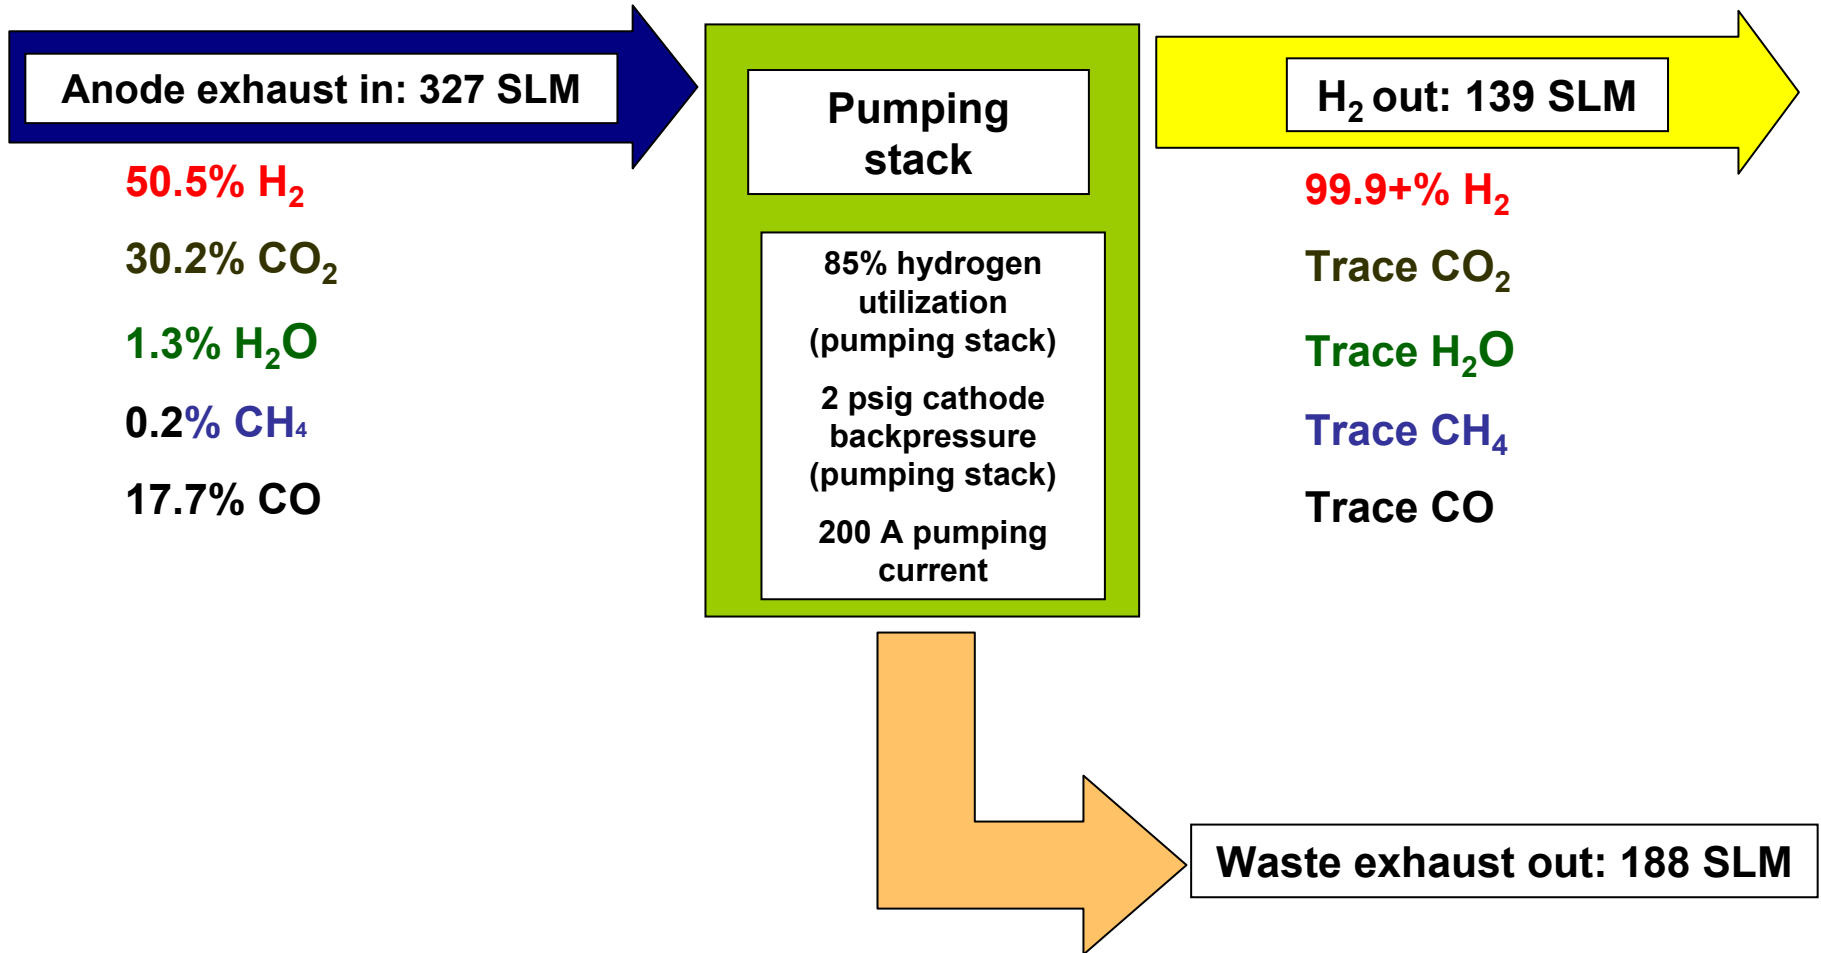 Anode exhaust in: 327 SLM
50.5% H₂
30.2% CO₂
1.3% H₂O
0.2% CH₄
17.7% CO
Pumping
stack
85% hydrogen
utilization
(pumping stack)
2 psig cathode
backpressure
(pumping stack)
200 A pumping
current
H₂ out: 139 SLM
99.9+% H₂
Trace CO₂
Trace H₂O
Trace CH₄
Trace CO
Waste exhaust out: 188 SLM